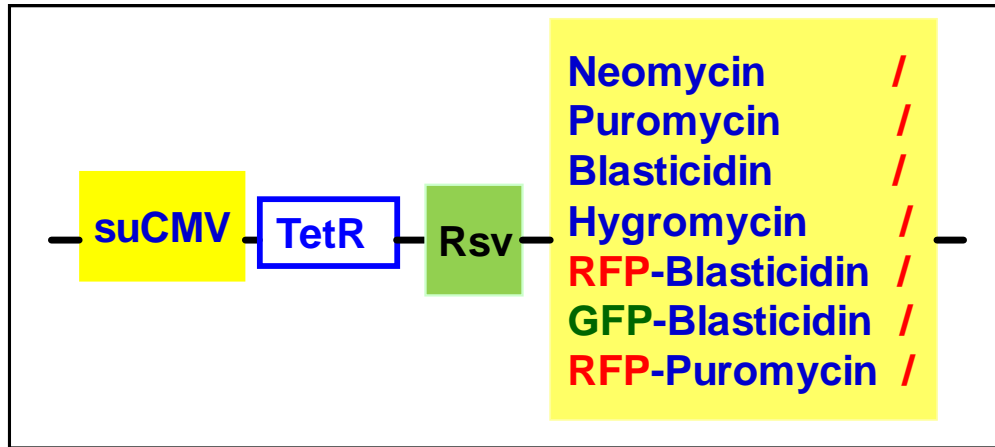 suCMV
TetR
Rsv
Neomycin /
Puromycin /
Blasticidin /
Hygromycin /
RFP-Blasticidin /
GFP-Blasticidin /
RFP-Puromycin /